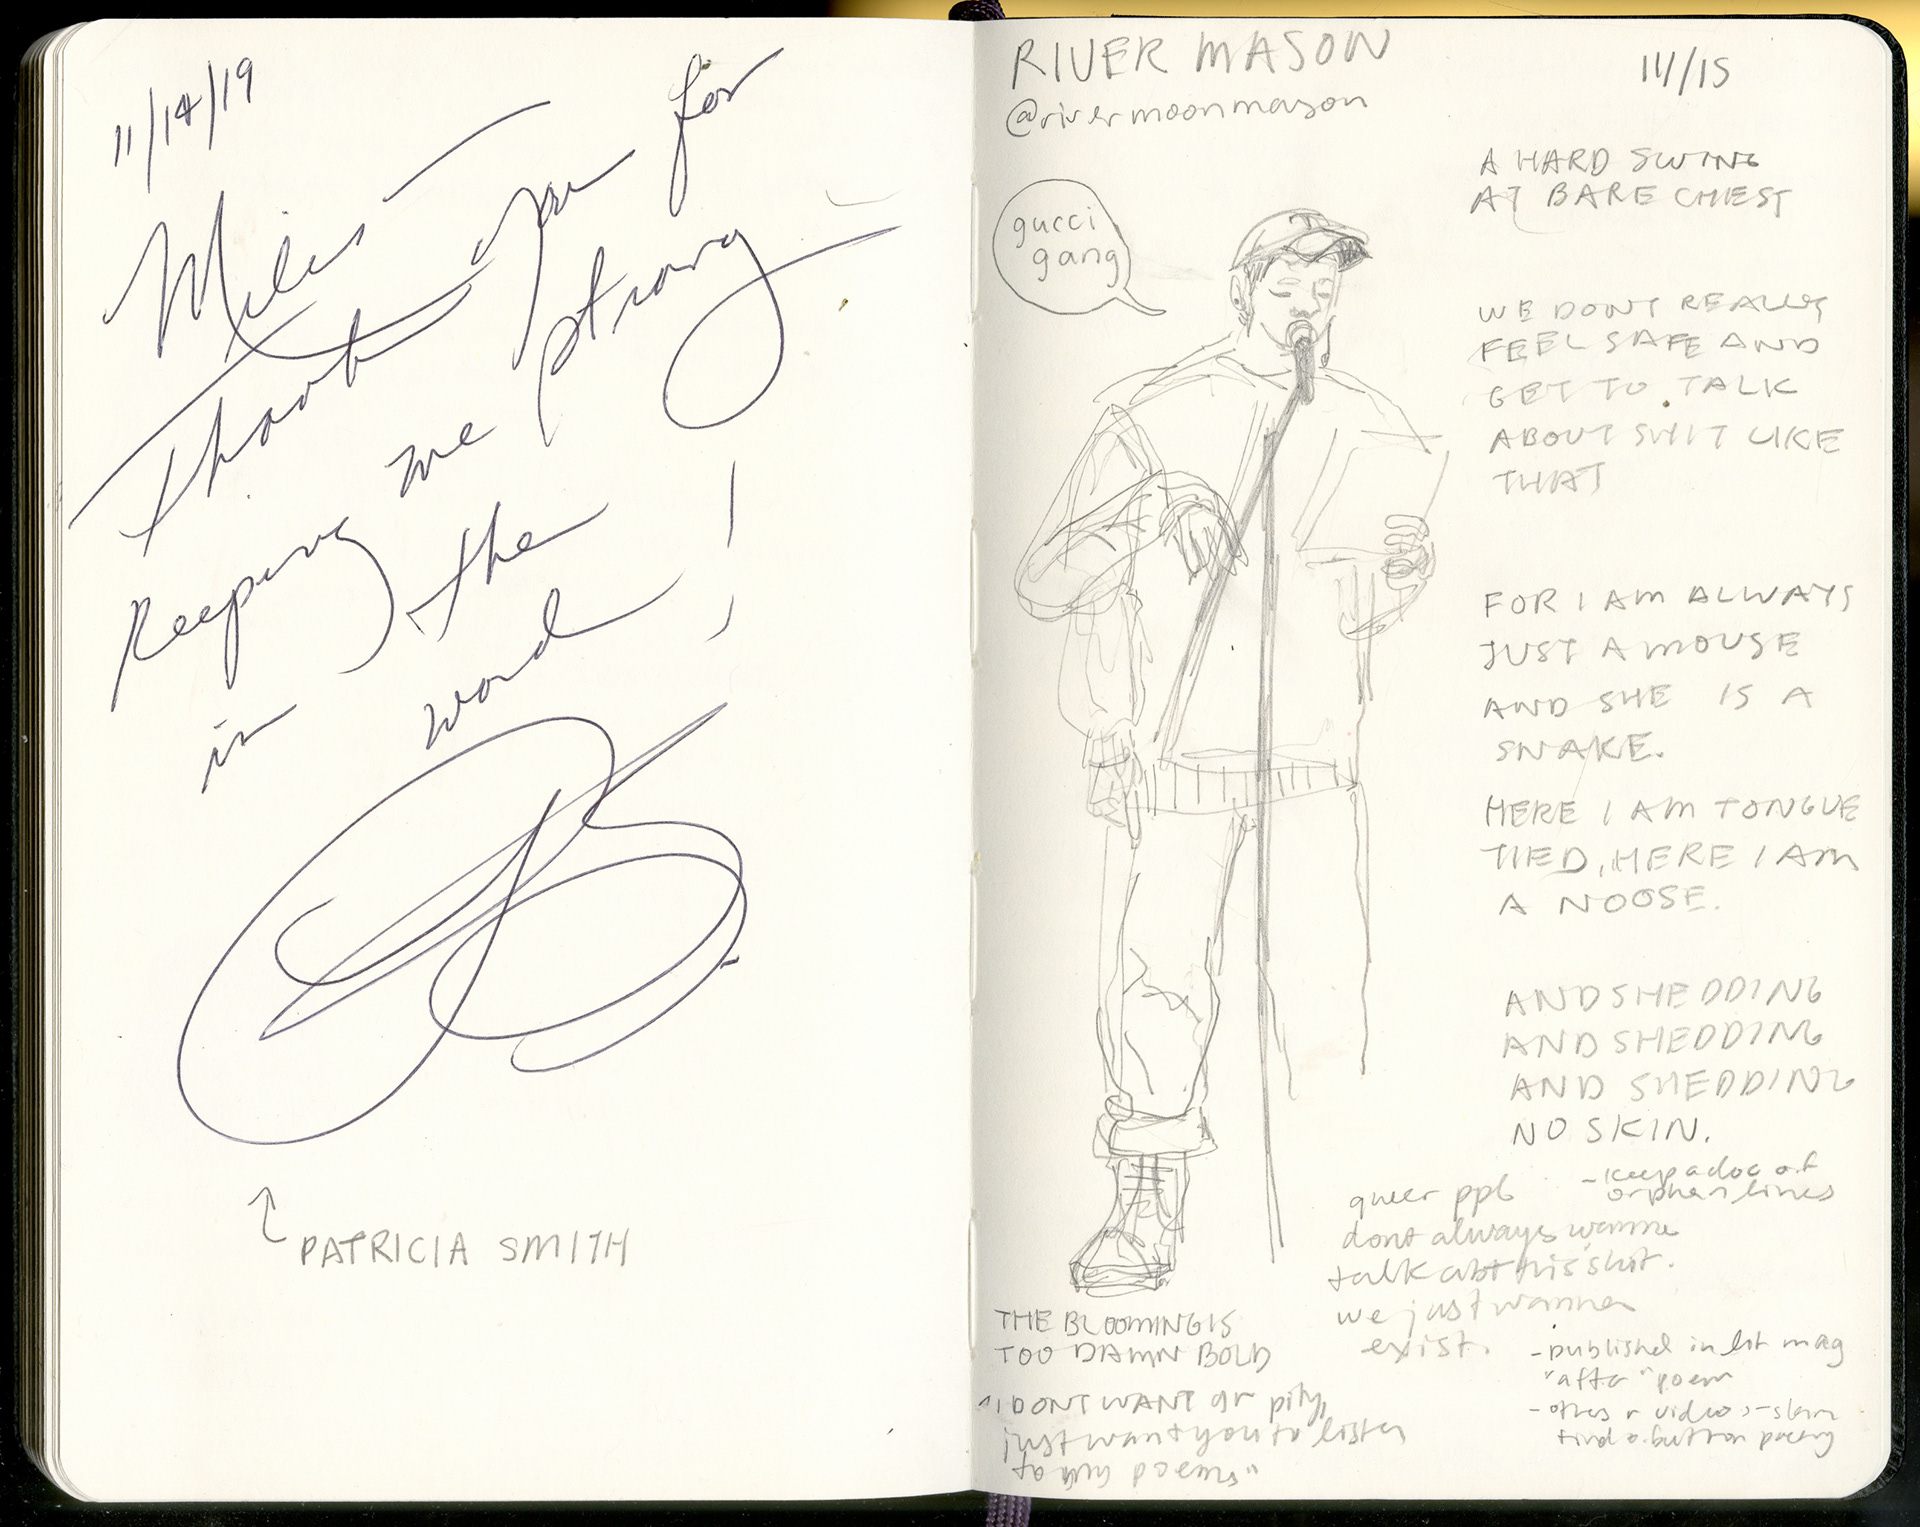 11/14/19
Miles —
Thank you for
keeping me strong
in the word!
PATRICIA SMITH
RIVER MASON
11/15
@rivermoonmason
gucci
gang
A HARD SWING
AT BARE CHEST
WE DONT REALLY
FEEL SAFE AND
GET TO TALK
ABOUT SHIT LIKE
THAT
FOR I AM ALWAYS
JUST A MOUSE
AND SHE IS A
SNAKE.
HERE I AM TONGUE
TIED, HERE I AM
A NOOSE.
AND SHEDDING
AND SHEDDING
AND SHEDDING
NO SKIN.
- keep a doc of
orphan lines
queer ppl
dont always wanna
talk abt this shit.
we just wanna
exist.
THE BLOOMING IS
TOO DAMN BOLD
"I DONT WANT yr pity,
just want you to listen
to my poems"
- published in lit mag
"after" poem
- others r videos - slam
find a button poetry